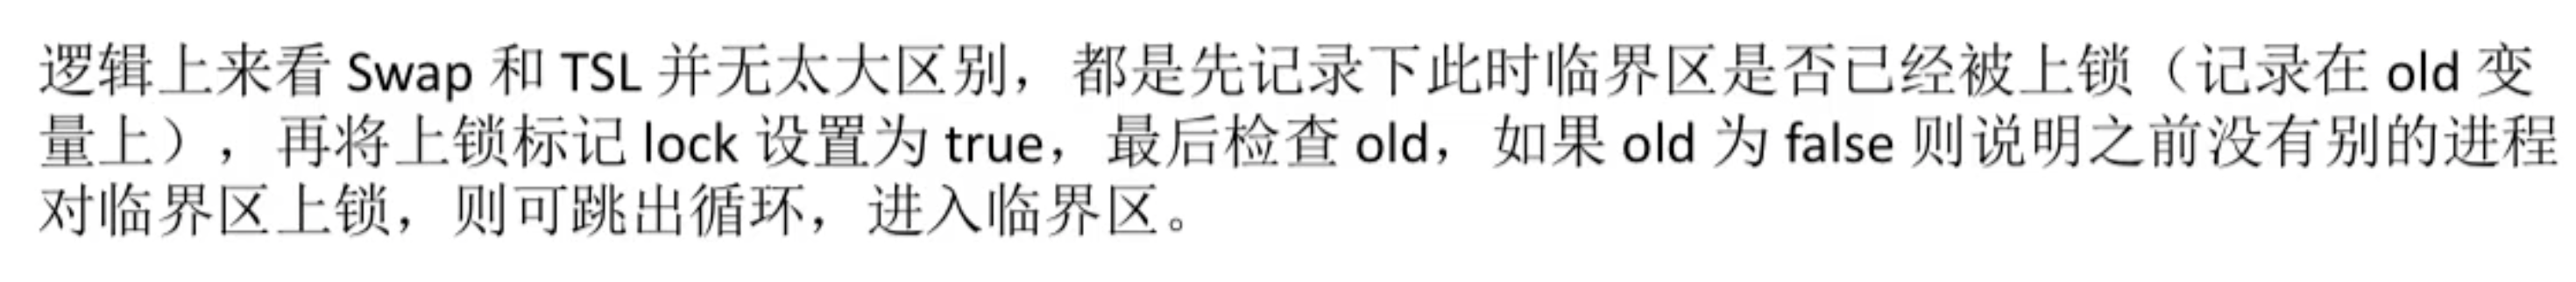 逻辑上来看 Swap 和 TSL 并无太大区别，都是先记录下此时临界区是否已经被上锁（记录在 old 变
量上），再将上锁标记 lock 设置为 true，最后检查 old，如果 old 为 false 则说明之前没有别的进程
对临界区上锁，则可跳出循环，进入临界区。